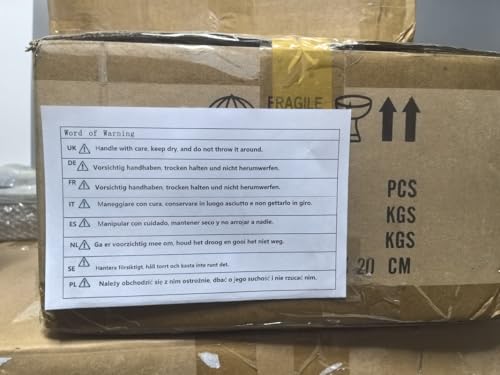 FRAGILE
Word of Warning
UK Handle with care, keep dry, and do not throw it around.
DE Vorsichtig handhaben, trocken halten und nicht herumwerfen.
FR Vorsichtig handhaben, trocken halten und nicht herumwerfen.
IT Maneggiare con cura, conservare in luogo asciutto e non gettarlo in giro.
ES Manipular con cuidado, mantener seco y no arrojar a nadie.
NL Ga er voorzichtig mee om, houd het droog en gooi het niet weg.
SE Hantera försiktigt, håll torrt och kasta inte runt det.
PL Należy obchodzić się z nim ostrożnie, dbać o jego suchość i nie rzucać nim.
PCS
KGS
KGS
20 CM